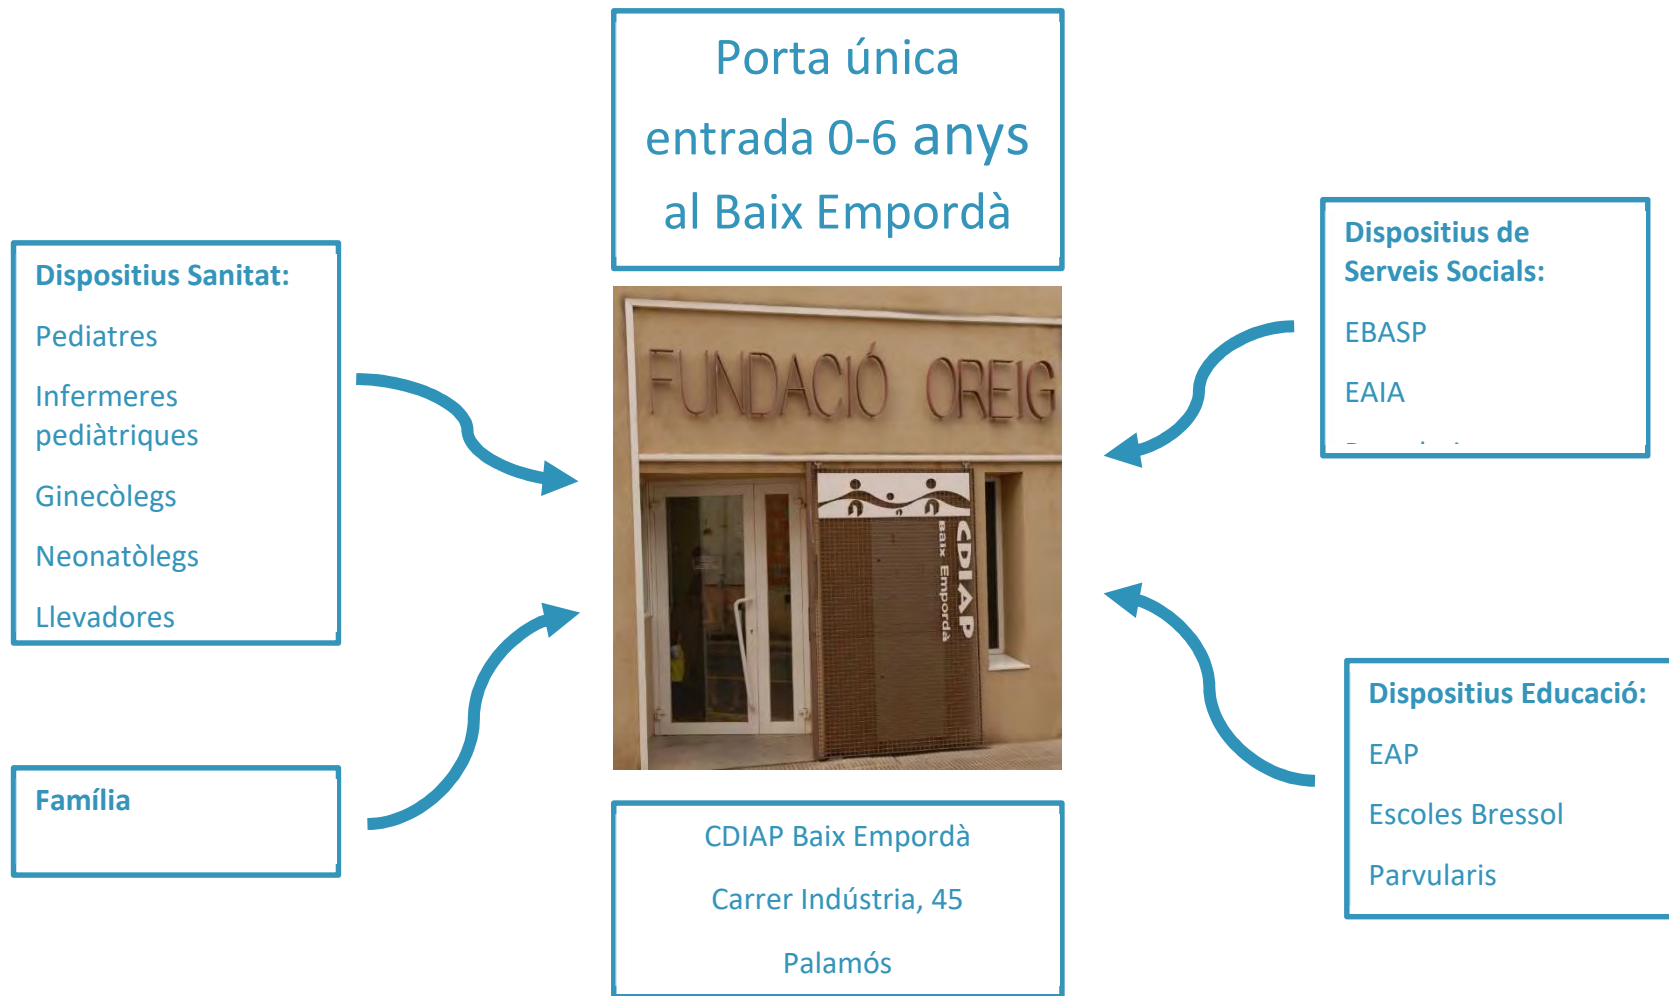 Porta única
entrada 0-6 anys
al Baix Empordà
Dispositius Sanitat:
Pediatres
Infermeres
pediàtriques
Ginecòlegs
Neonatòlegs
Llevadores
Família
FUNDACIÓ OREIG
CDIAP
Baix Empordà
CDIAP Baix Empordà
Carrer Indústria, 45
Palamós
Dispositius de
Serveis Socials:
EBASP
EAIA
Dispositius Educació:
EAP
Escoles Bressol
Parvularis